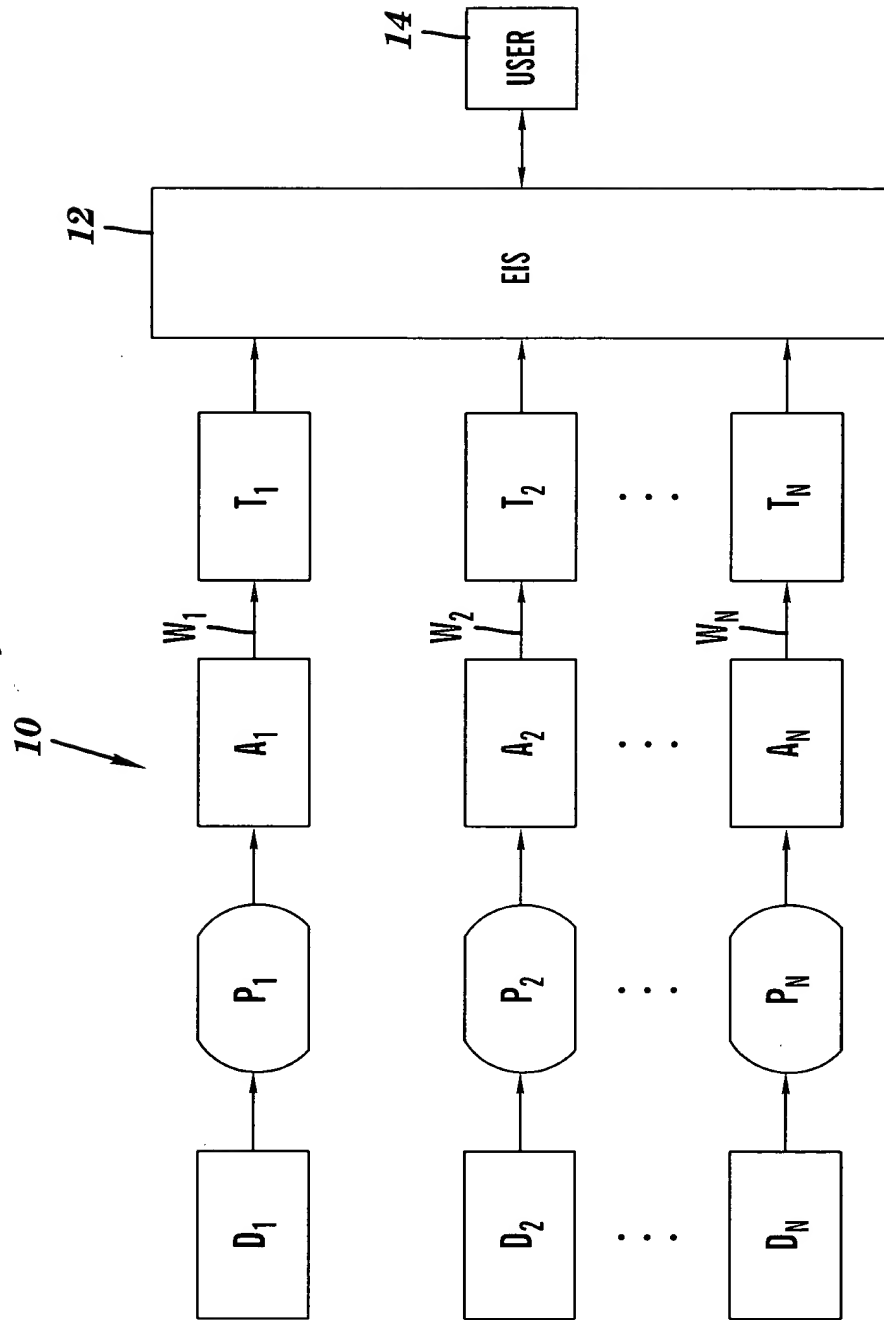 10
12
14
D1
P1
A1
W1
T1
D2
P2
A2
W2
T2
EIS
USER
. . .
. . .
. . .
. . .
DN
PN
AN
WN
TN